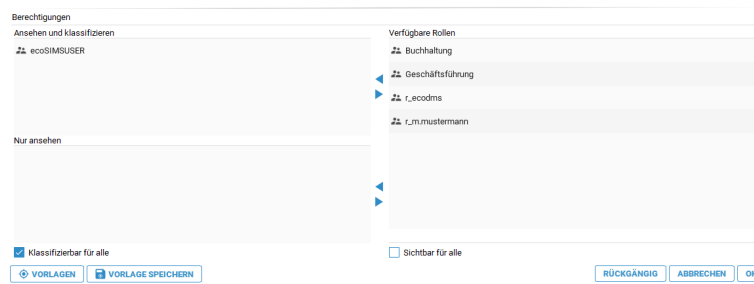 Berechtigungen
Ansehen und klassifizieren
Verfügbare Rollen
ecoSIMSUSER
Buchhaltung
Geschäftsführung
r_ecodms
r_m.mustermann
Nur ansehen
Klassifizierbar für alle
Sichtbar für alle
VORLAGEN
VORLAGE SPEICHERN
RÜCKGÄNGIG
ABBRECHEN
OK